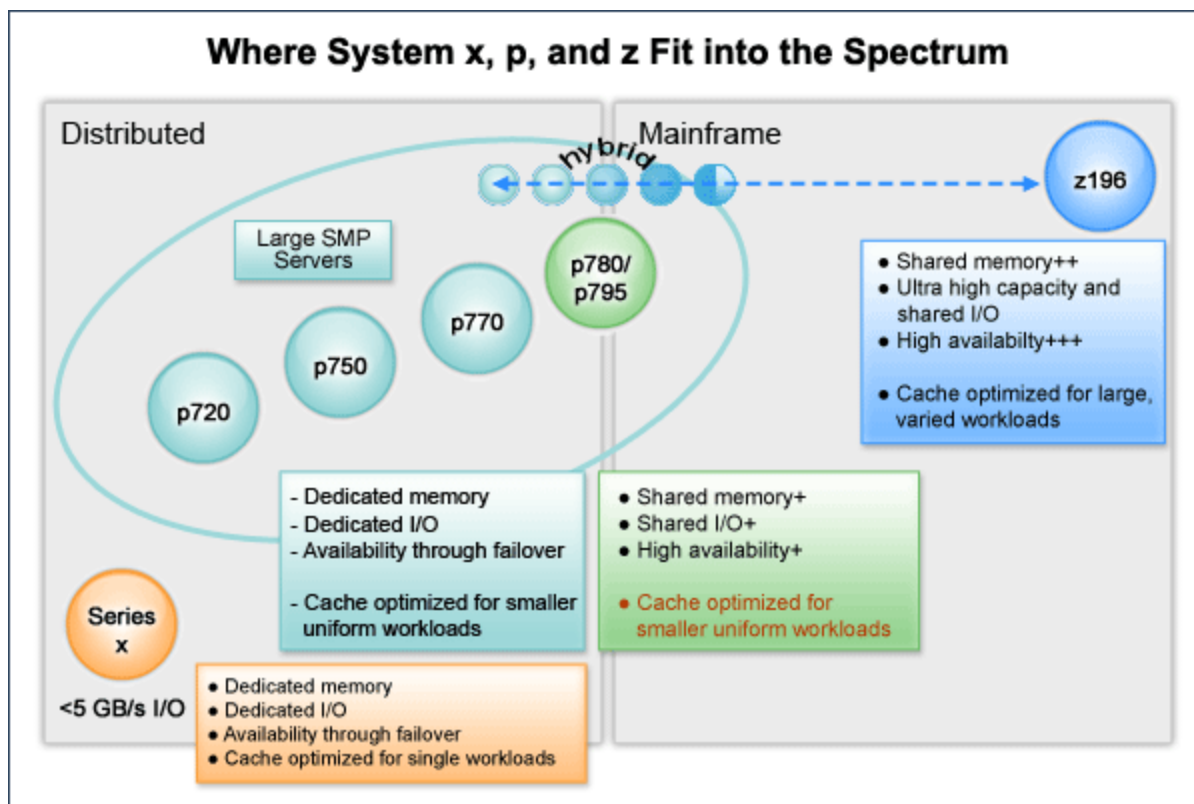 Where System x, p, and z Fit into the Spectrum
Distributed
Mainframe
hybrid
z196
Large SMP
Servers
p780/
p795
p770
p750
p720
● Shared memory++
● Ultra high capacity and
shared I/O
● High availabilty+++
● Cache optimized for large,
varied workloads
- Dedicated memory
- Dedicated I/O
- Availability through failover
- Cache optimized for smaller
uniform workloads
● Shared memory+
● Shared I/O+
● High availability+
● Cache optimized for
smaller uniform workloads
Series
x
<5 GB/s I/O
● Dedicated memory
● Dedicated I/O
● Availability through failover
● Cache optimized for single workloads